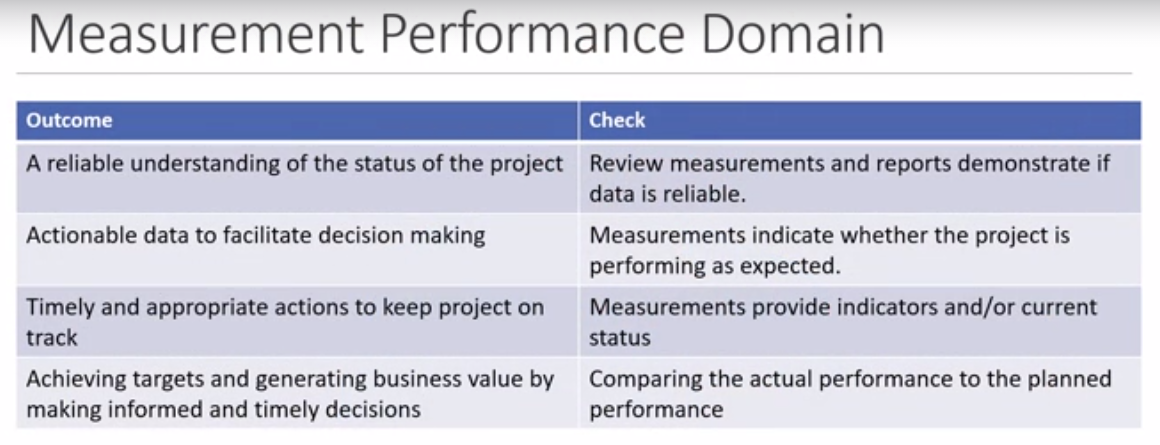 Measurement Performance Domain
Outcome
Check
A reliable understanding of the status of the project
Review measurements and reports demonstrate if
data is reliable.
Actionable data to facilitate decision making
Measurements indicate whether the project is
performing as expected.
Timely and appropriate actions to keep project on
track
Measurements provide indicators and/or current
status
Achieving targets and generating business value by
making informed and timely decisions
Comparing the actual performance to the planned
performance